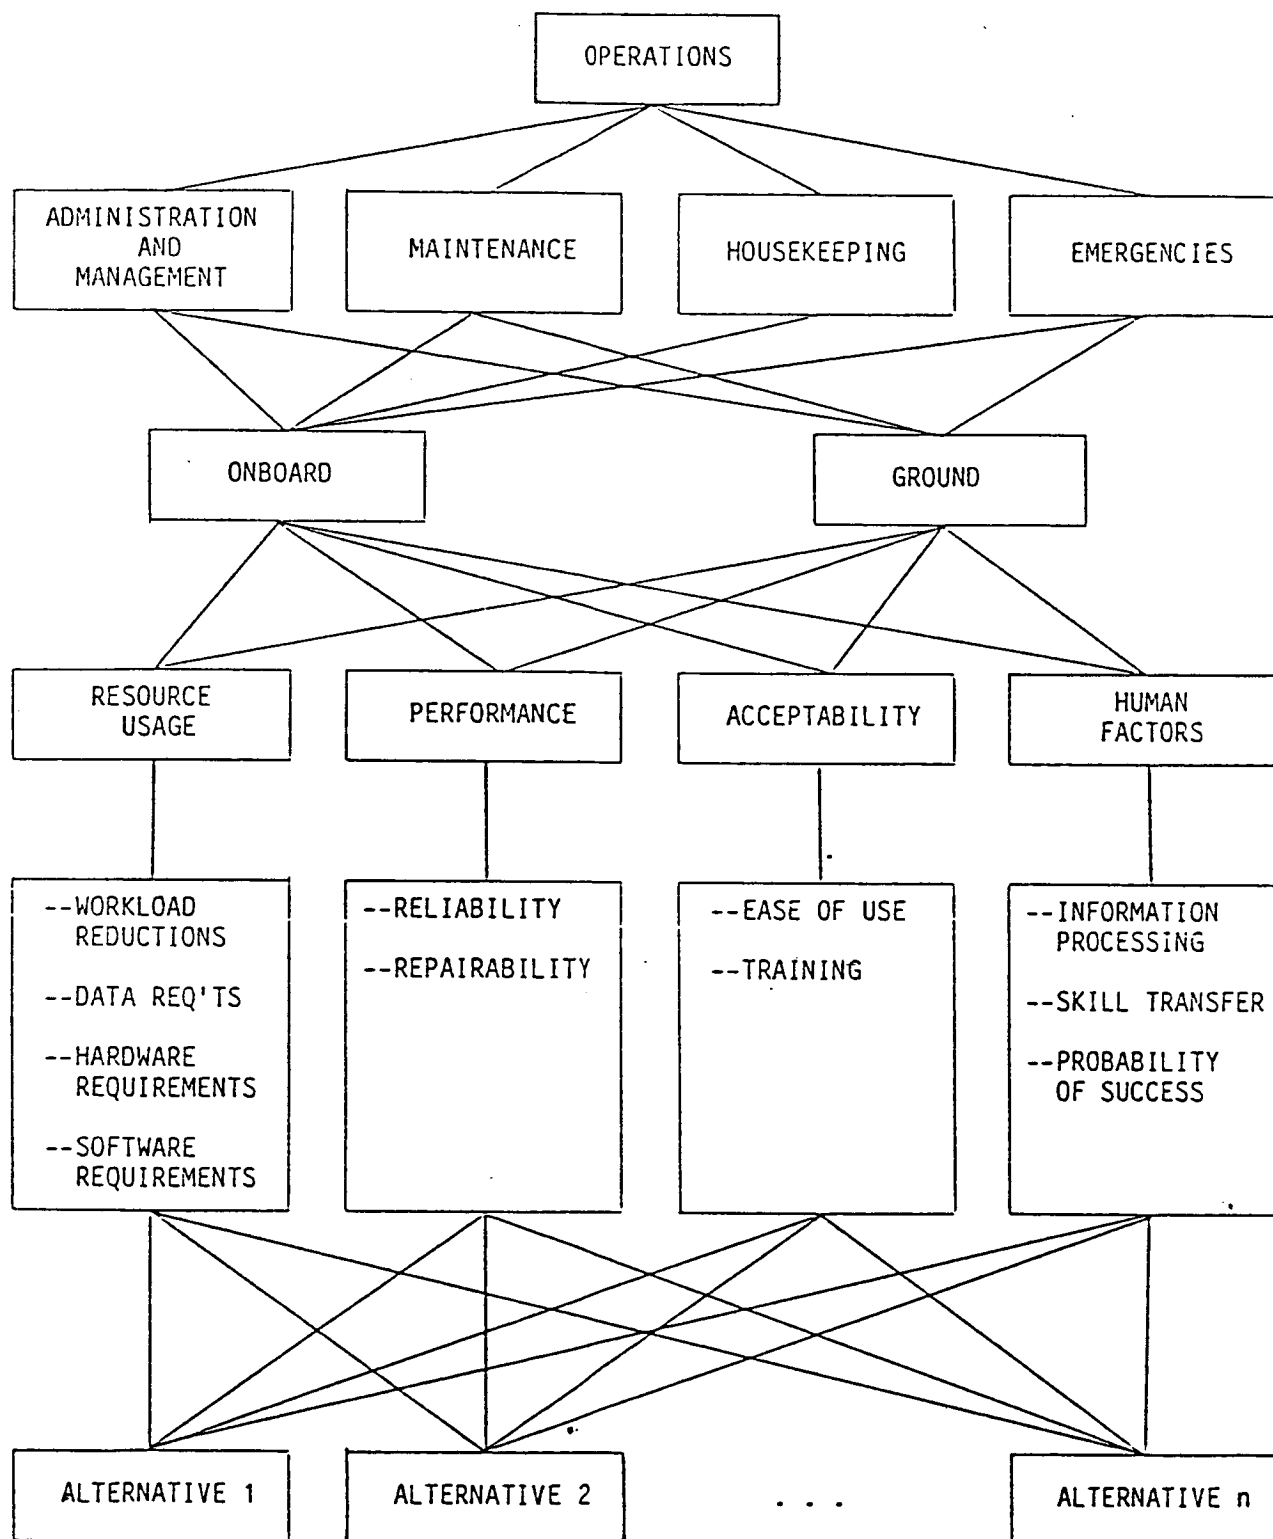 OPERATIONS
ADMINISTRATION
AND
MANAGEMENT
MAINTENANCE
HOUSEKEEPING
EMERGENCIES
ONBOARD
GROUND
RESOURCE
USAGE
PERFORMANCE
ACCEPTABILITY
HUMAN
FACTORS
--WORKLOAD
REDUCTIONS
--DATA REQ'TS
--HARDWARE
REQUIREMENTS
--SOFTWARE
REQUIREMENTS
--RELIABILITY
--REPAIRABILITY
--EASE OF USE
--TRAINING
--INFORMATION
PROCESSING
--SKILL TRANSFER
--PROBABILITY
OF SUCCESS
ALTERNATIVE 1
ALTERNATIVE 2
. . .
ALTERNATIVE n